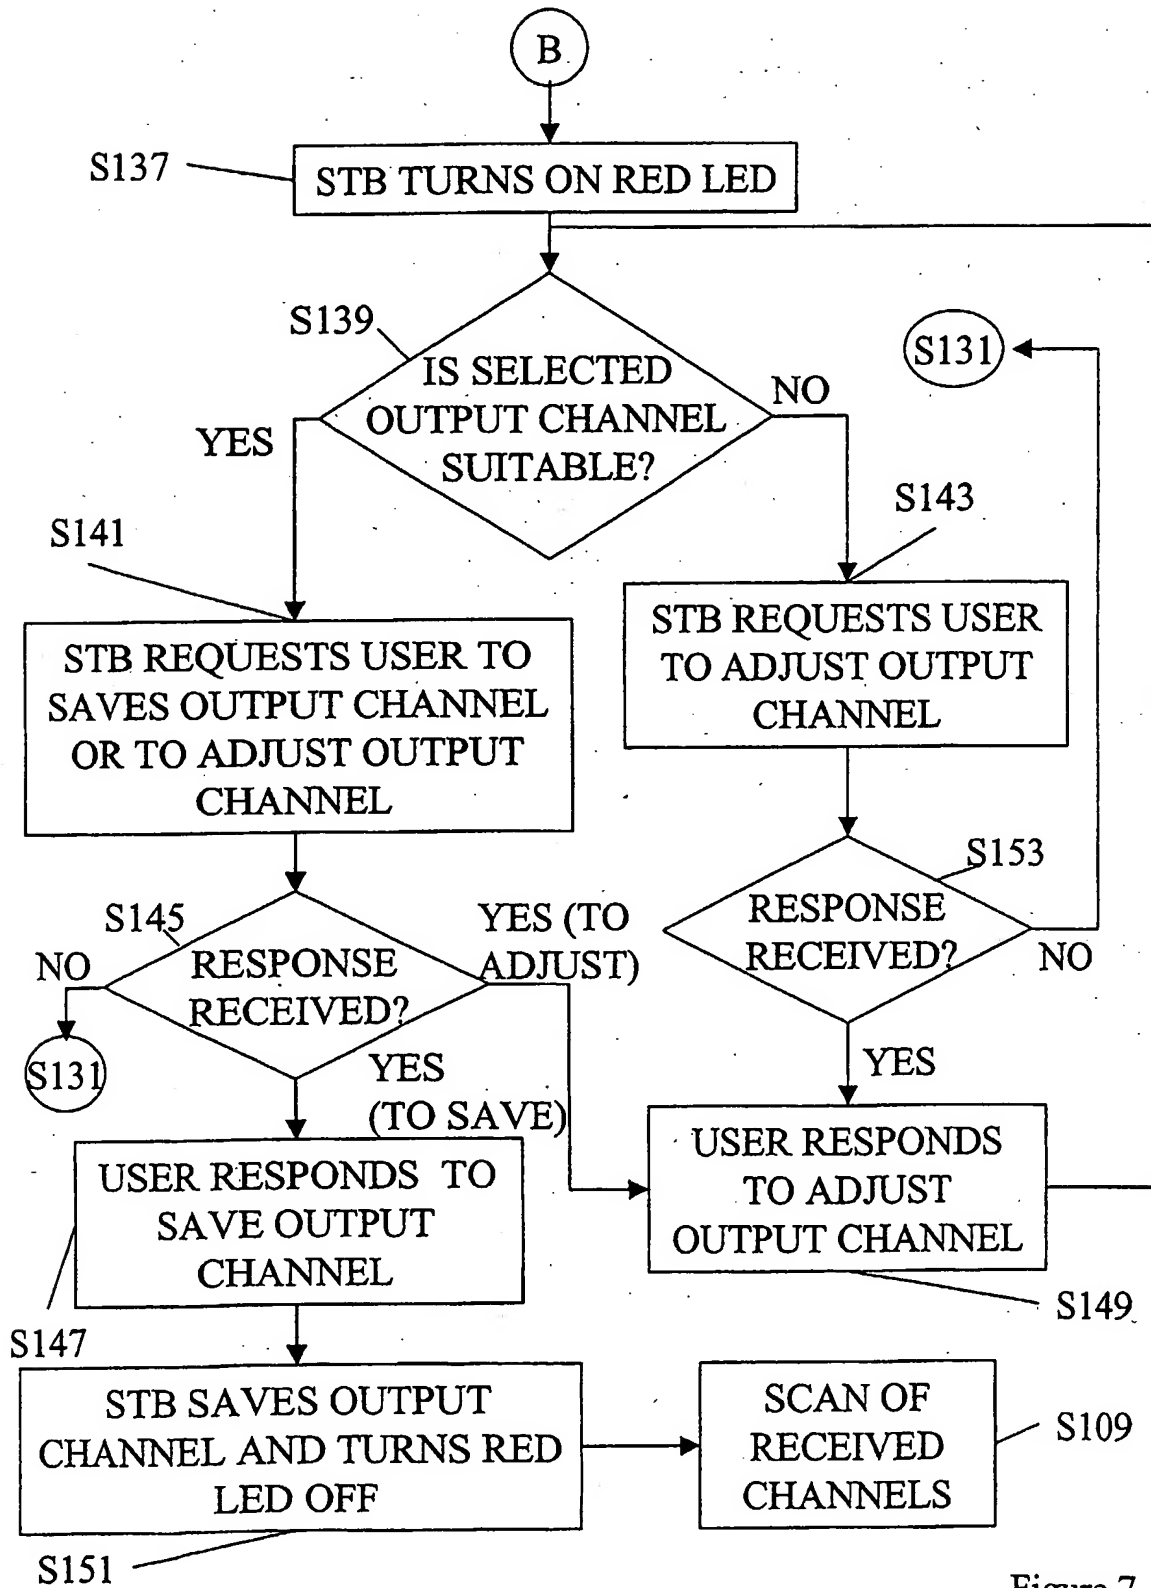 B
S137
STB TURNS ON RED LED
S139
IS SELECTED
OUTPUT CHANNEL
SUITABLE?
YES
NO
S131
S141
S143
STB REQUESTS USER TO
SAVES OUTPUT CHANNEL
OR TO ADJUST OUTPUT
CHANNEL
STB REQUESTS USER
TO ADJUST OUTPUT
CHANNEL
S145
RESPONSE
RECEIVED?
NO
S131
YES (TO
ADJUST)
YES
(TO SAVE)
S153
RESPONSE
RECEIVED?
NO
YES
USER RESPONDS TO
SAVE OUTPUT
CHANNEL
S147
USER RESPONDS
TO ADJUST
OUTPUT CHANNEL
S149
STB SAVES OUTPUT
CHANNEL AND TURNS RED
LED OFF
S151
SCAN OF
RECEIVED
CHANNELS
S109
Figure 7